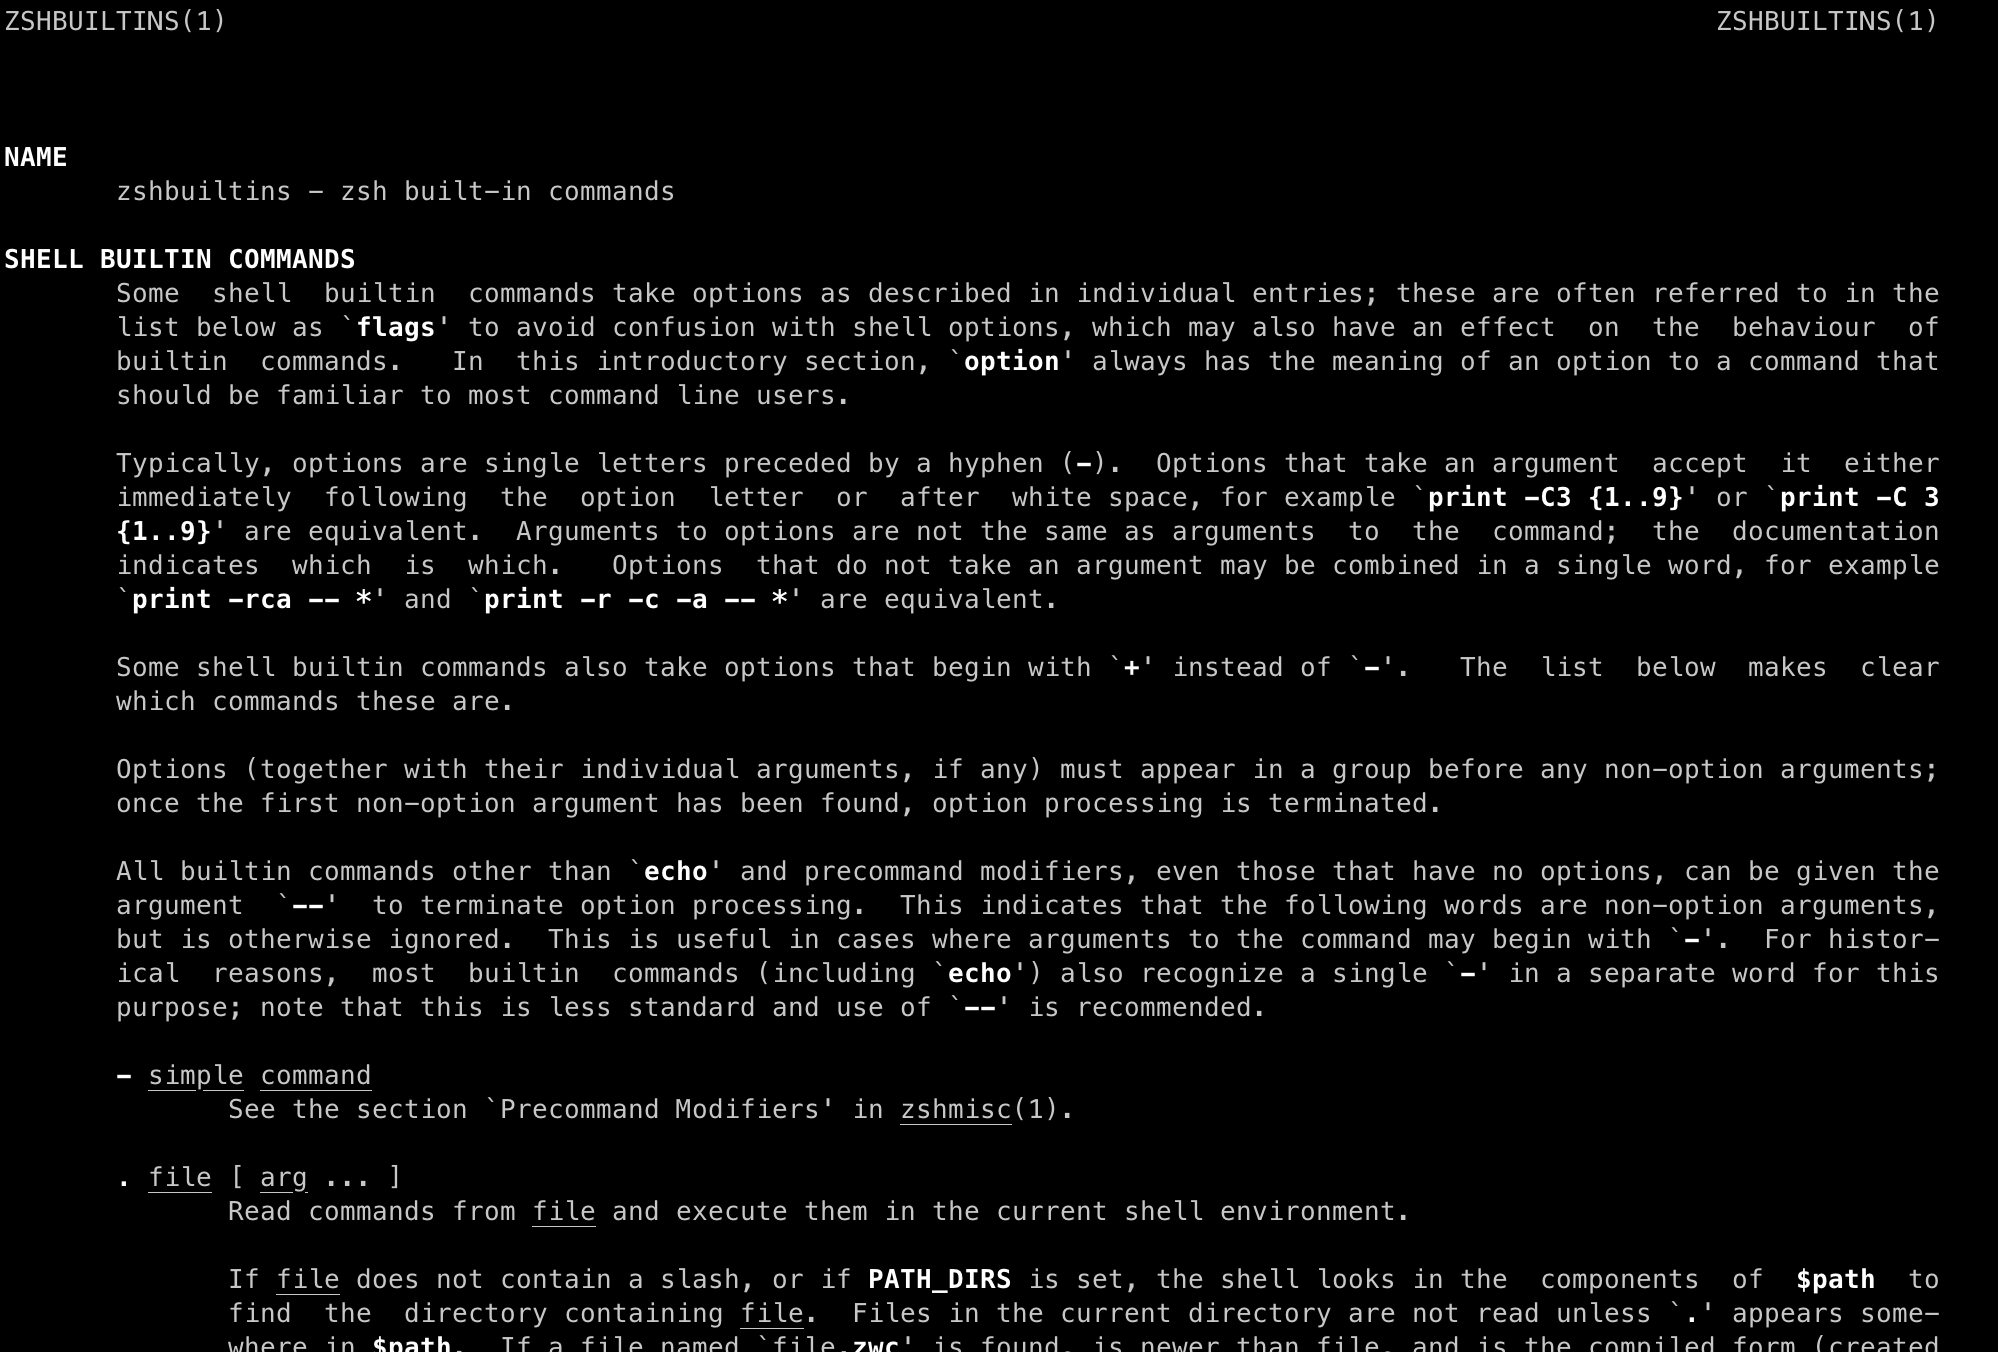 ZSHBUILTINS(1) ZSHBUILTINS(1)
NAME
zshbuiltins - zsh built-in commands
SHELL BUILTIN COMMANDS
Some shell builtin commands take options as described in individual entries; these are often referred to in the
list below as `flags' to avoid confusion with shell options, which may also have an effect on the behaviour of
builtin commands. In this introductory section, `option' always has the meaning of an option to a command that
should be familiar to most command line users.
Typically, options are single letters preceded by a hyphen (-). Options that take an argument accept it either
immediately following the option letter or after white space, for example `print -C3 {1..9}' or `print -C 3
{1..9}' are equivalent. Arguments to options are not the same as arguments to the command; the documentation
indicates which is which. Options that do not take an argument may be combined in a single word, for example
`print -rca -- *' and `print -r -c -a -- *' are equivalent.
Some shell builtin commands also take options that begin with `+' instead of `-'. The list below makes clear
which commands these are.
Options (together with their individual arguments, if any) must appear in a group before any non-option arguments;
once the first non-option argument has been found, option processing is terminated.
All builtin commands other than `echo' and precommand modifiers, even those that have no options, can be given the
argument `--' to terminate option processing. This indicates that the following words are non-option arguments,
but is otherwise ignored. This is useful in cases where arguments to the command may begin with `-'. For histor-
ical reasons, most builtin commands (including `echo') also recognize a single `-' in a separate word for this
purpose; note that this is less standard and use of `--' is recommended.
- simple command
See the section `Precommand Modifiers' in zshmisc(1).
. file [ arg ... ]
Read commands from file and execute them in the current shell environment.
If file does not contain a slash, or if PATH_DIRS is set, the shell looks in the components of $path to
find the directory containing file. Files in the current directory are not read unless `.' appears some-
where in $path. If a file named `file.zwc' is found, is newer than file, and is the compiled form (created